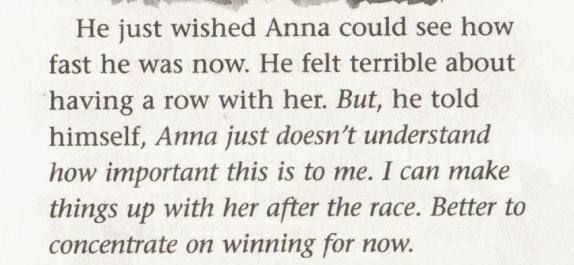 He just wished Anna could see how
fast he was now. He felt terrible about
having a row with her. But, he told
himself, Anna just doesn't understand
how important this is to me. I can make
things up with her after the race. Better to
concentrate on winning for now.